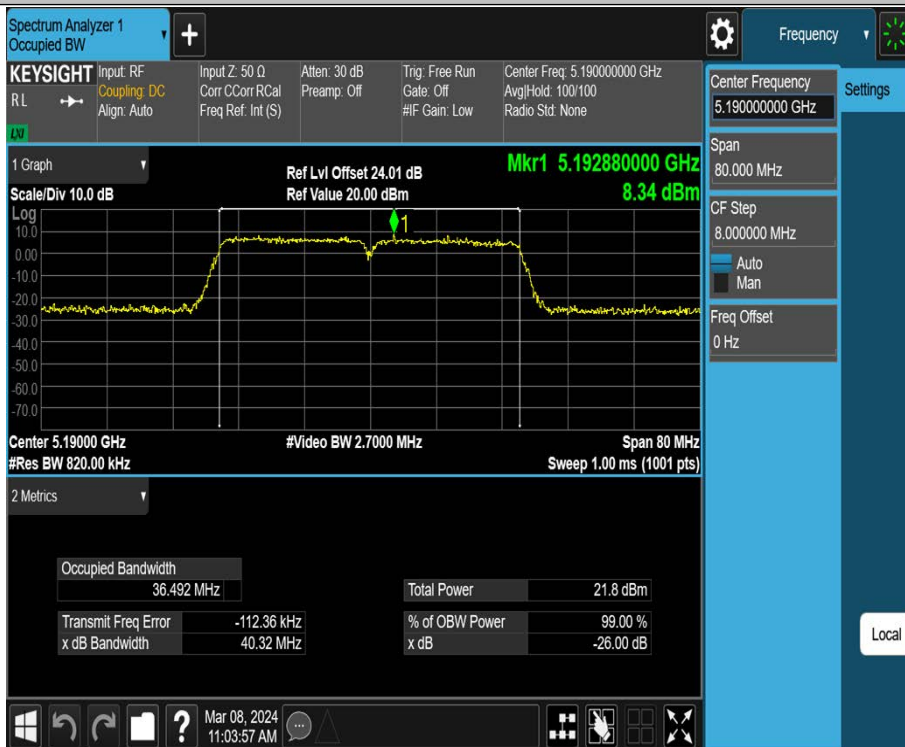 Spectrum Analyzer 1
Occupied BW
+
Frequency
KEYSIGHT
RL
LXI
Input: RF
Coupling: DC
Align: Auto
Input Z: 50 Ω
Corr CCorr RCal
Freq Ref: Int (S)
Atten: 30 dB
Preamp: Off
Trig: Free Run
Gate: Off
#IF Gain: Low
Center Freq: 5.190000000 GHz
Avg|Hold: 100/100
Radio Std: None
Center Frequency
5.190000000 GHz
Settings
Span
80.000 MHz
CF Step
8.000000 MHz
Auto
Man
Freq Offset
0 Hz
1 Graph
Scale/Div 10.0 dB
Ref Lvl Offset 24.01 dB
Ref Value 20.00 dBm
Mkr1 5.192880000 GHz
8.34 dBm
Log
1
10.0
0.00
-10.0
-20.0
-30.0
-40.0
-50.0
-60.0
-70.0
Center 5.19000 GHz
#Video BW 2.7000 MHz
Span 80 MHz
#Res BW 820.00 kHz
Sweep 1.00 ms (1001 pts)
2 Metrics
Occupied Bandwidth
36.492 MHz
Total Power 21.8 dBm
Transmit Freq Error -112.36 kHz
% of OBW Power 99.00 %
x dB Bandwidth 40.32 MHz
x dB -26.00 dB
Local
?
Mar 08, 2024
11:03:57 AM